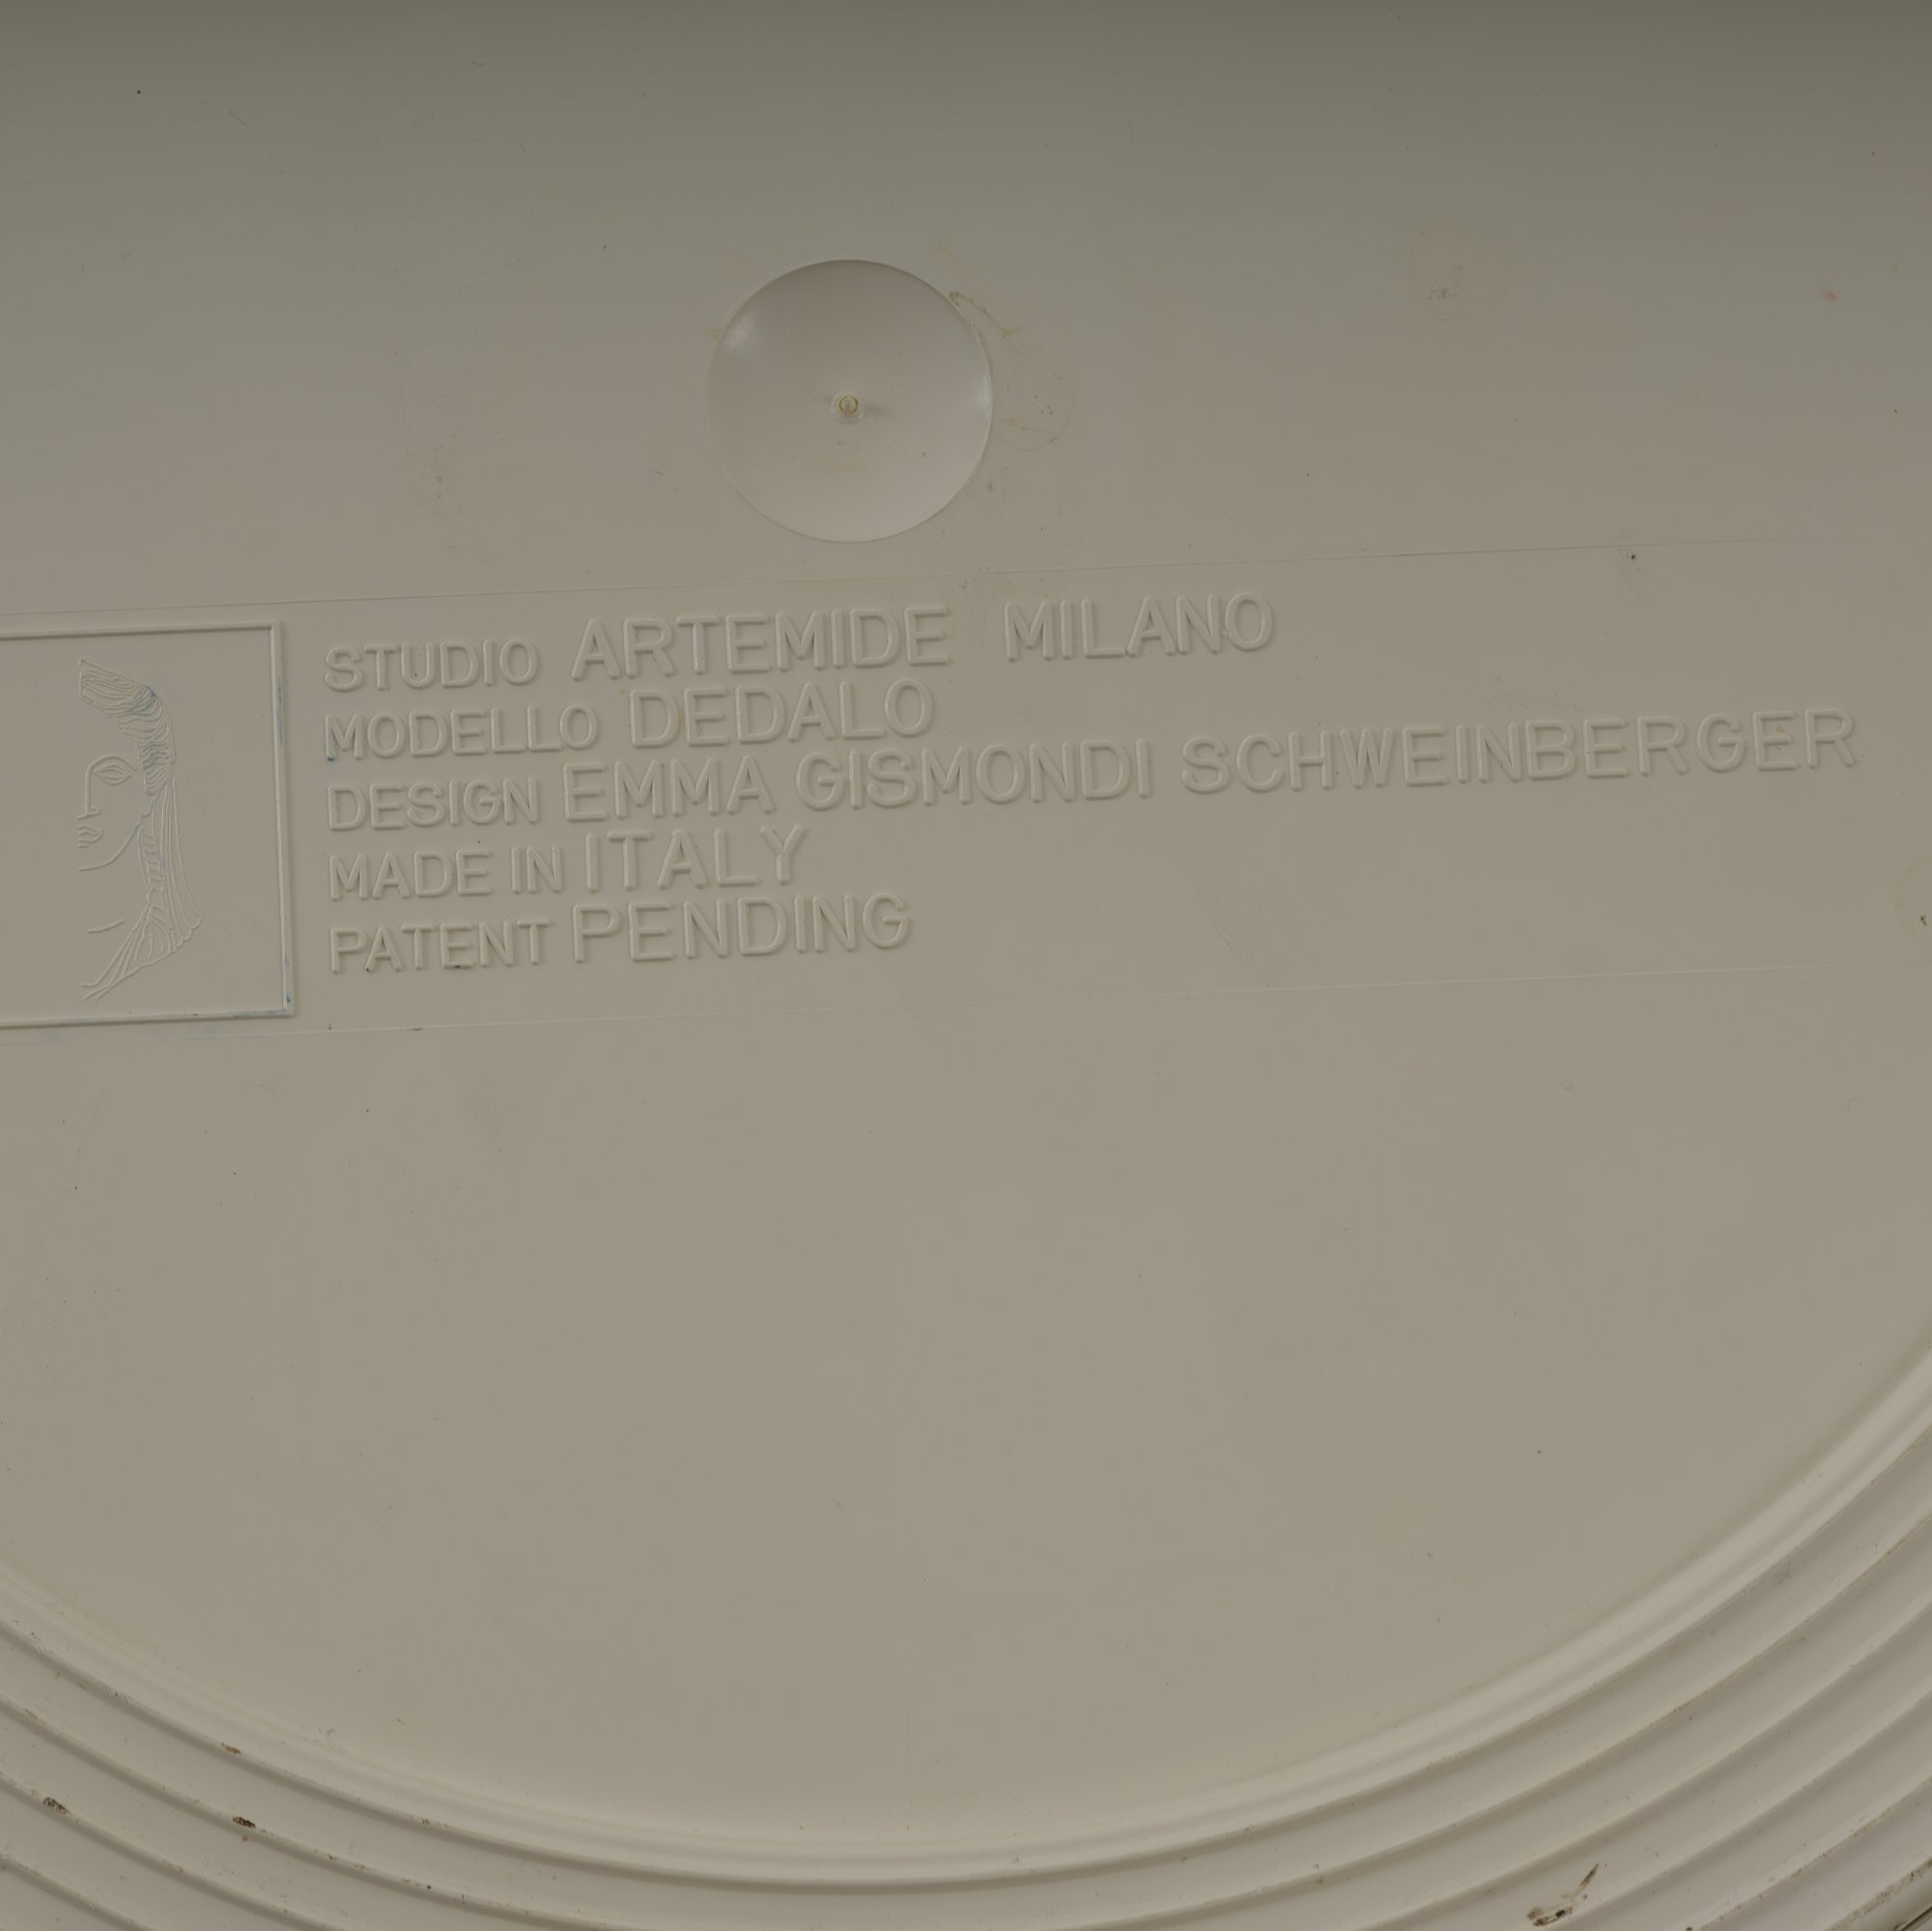 STUDIO ARTEMIDE MILANO
MODELLO DEDALO
DESIGN EMMA GISMONDI SCHWEINBERGER
MADE IN ITALY
PATENT PENDING